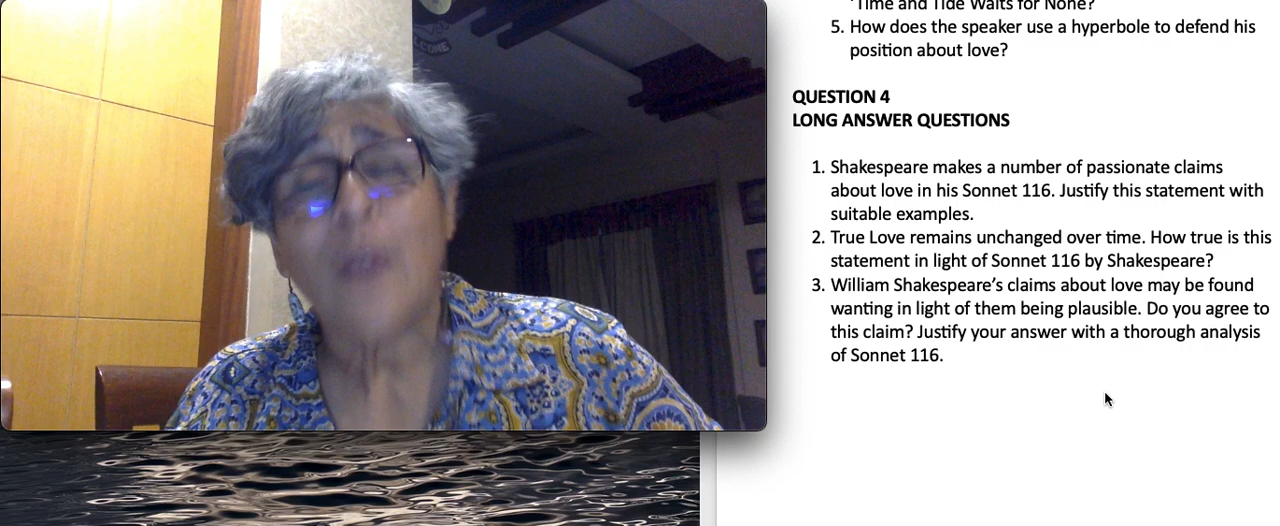 'Time and Tide Waits for None?
5. How does the speaker use a hyperbole to defend his
position about love?
QUESTION 4
LONG ANSWER QUESTIONS
1. Shakespeare makes a number of passionate claims
about love in his Sonnet 116. Justify this statement with
suitable examples.
2. True Love remains unchanged over time. How true is this
statement in light of Sonnet 116 by Shakespeare?
3. William Shakespeare's claims about love may be found
wanting in light of them being plausible. Do you agree to
this claim? Justify your answer with a thorough analysis
of Sonnet 116.